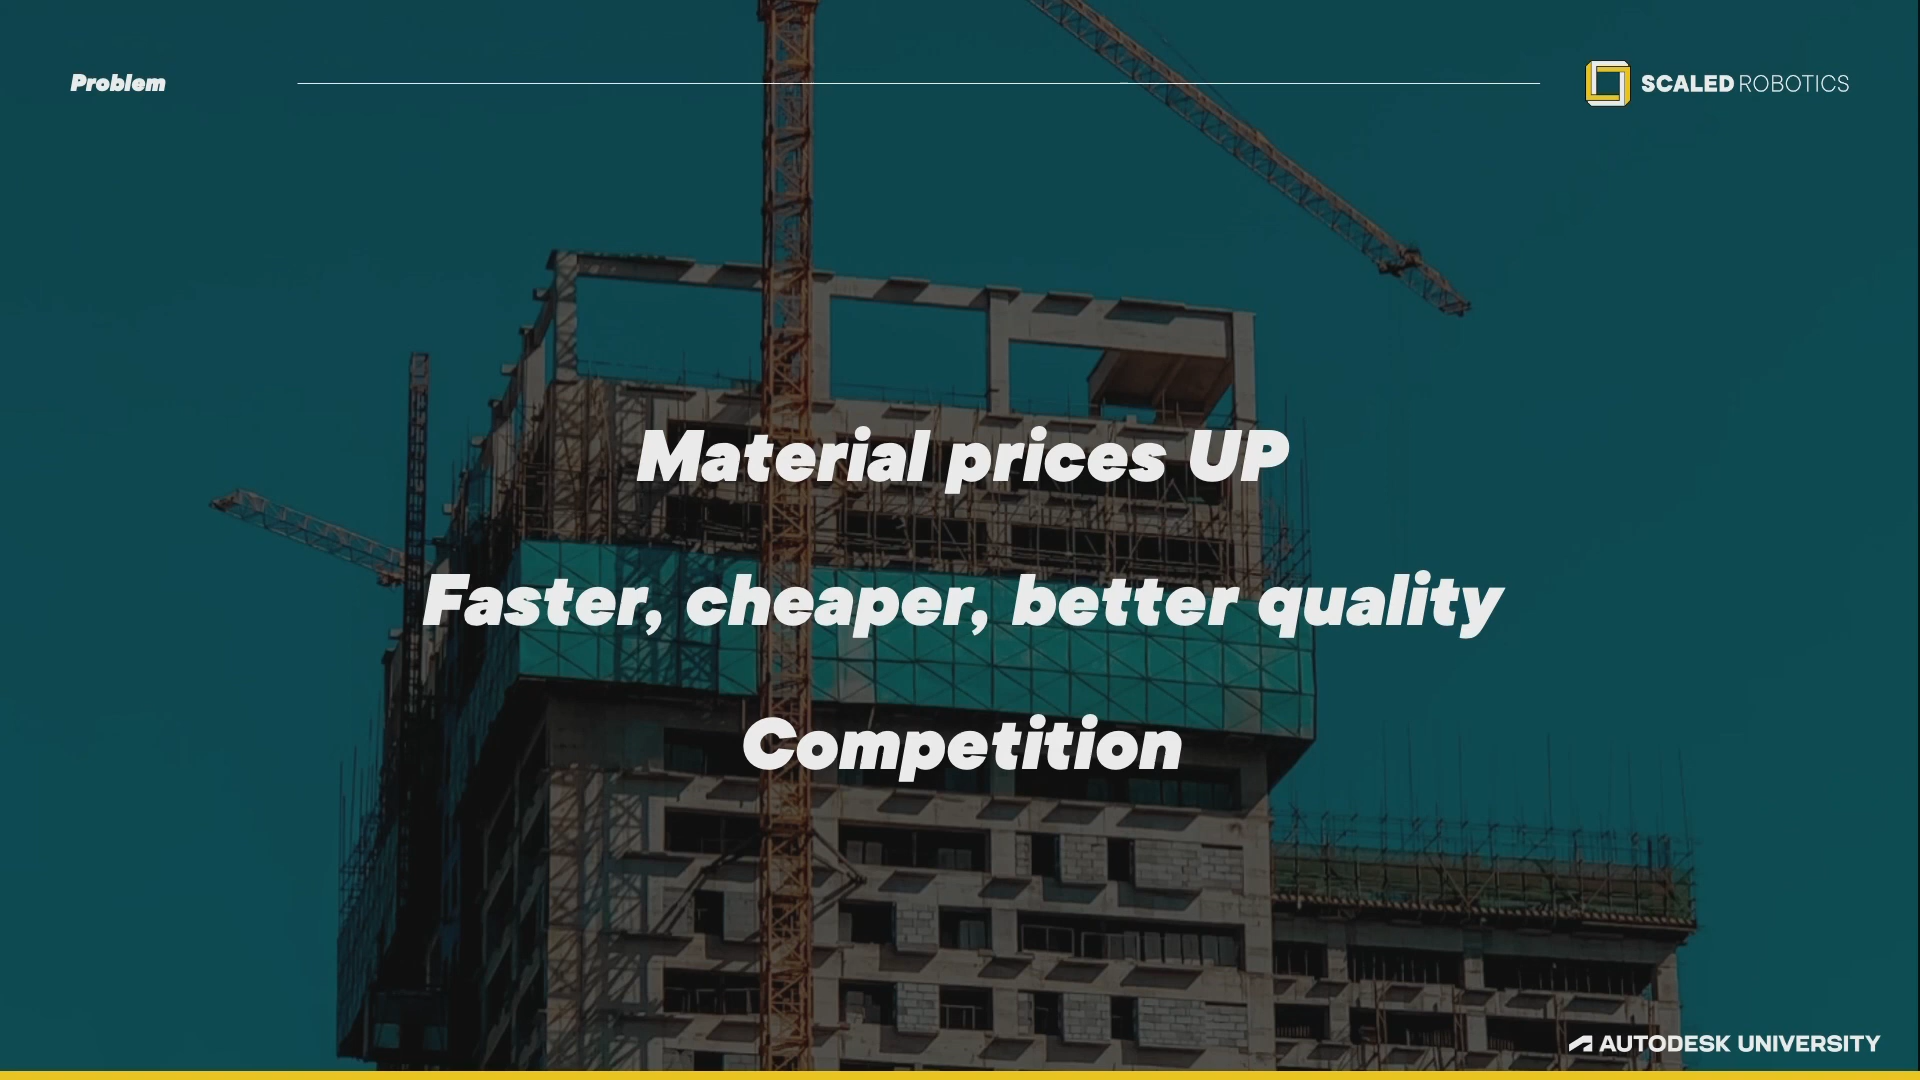 Problem
SCALED ROBOTICS
Material prices UP
Faster, cheaper, better quality
Competition
AUTODESK UNIVERSITY